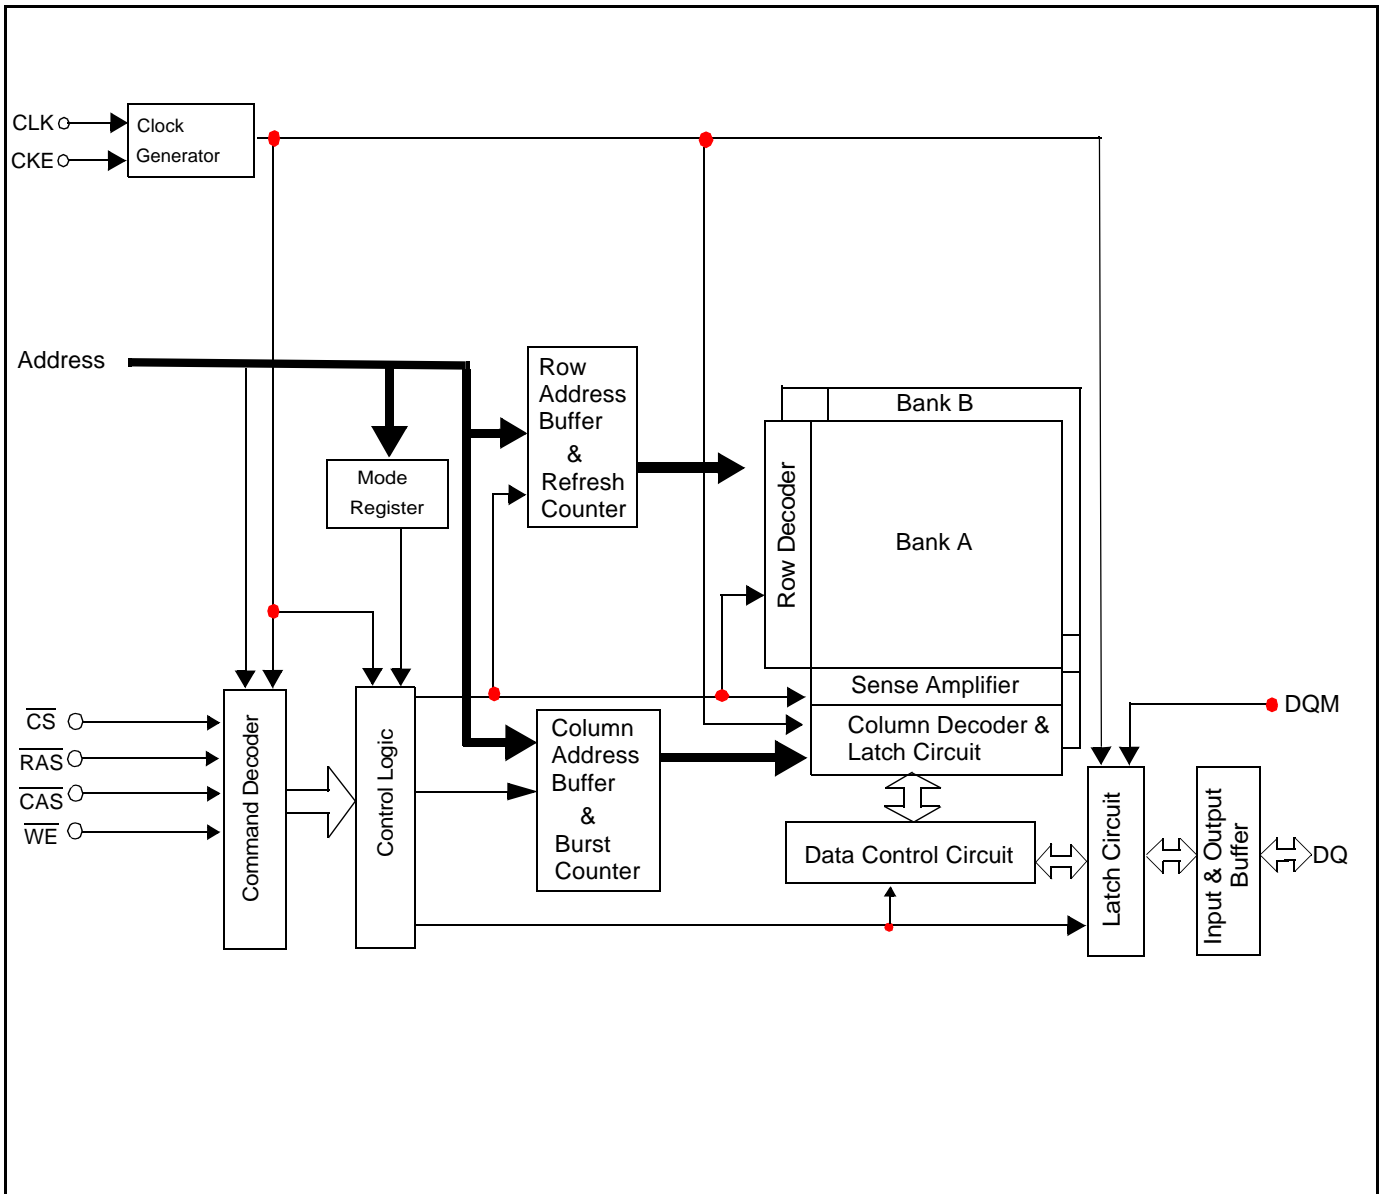 CLK
CKE
Clock
Generator
Address
Row
Address
Buffer
&
Refresh
Counter
Mode
Register
Bank B
Bank A
Row Decoder
Sense Amplifier
Column Decoder &
Latch Circuit
CS
RAS
CAS
WE
Command Decoder
Control Logic
Column
Address
Buffer
&
Burst
Counter
Data Control Circuit
DQM
Latch Circuit
Input & Output
Buffer
DQ